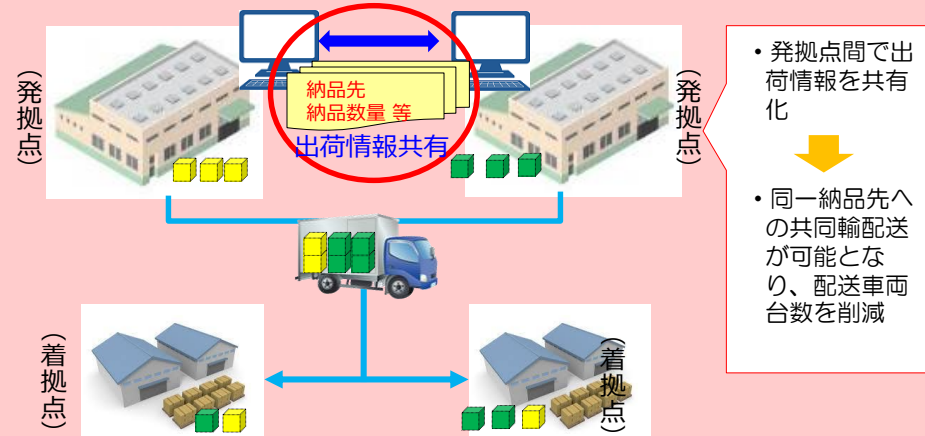 （発拠点）
納品先
納品数量 等
出荷情報共有
（発拠点）
・発拠点間で出
荷情報を共有
化
・同一納品先へ
の共同輸配送
が可能とな
り、配送車両
台数を削減
（着拠点）
（着拠点）